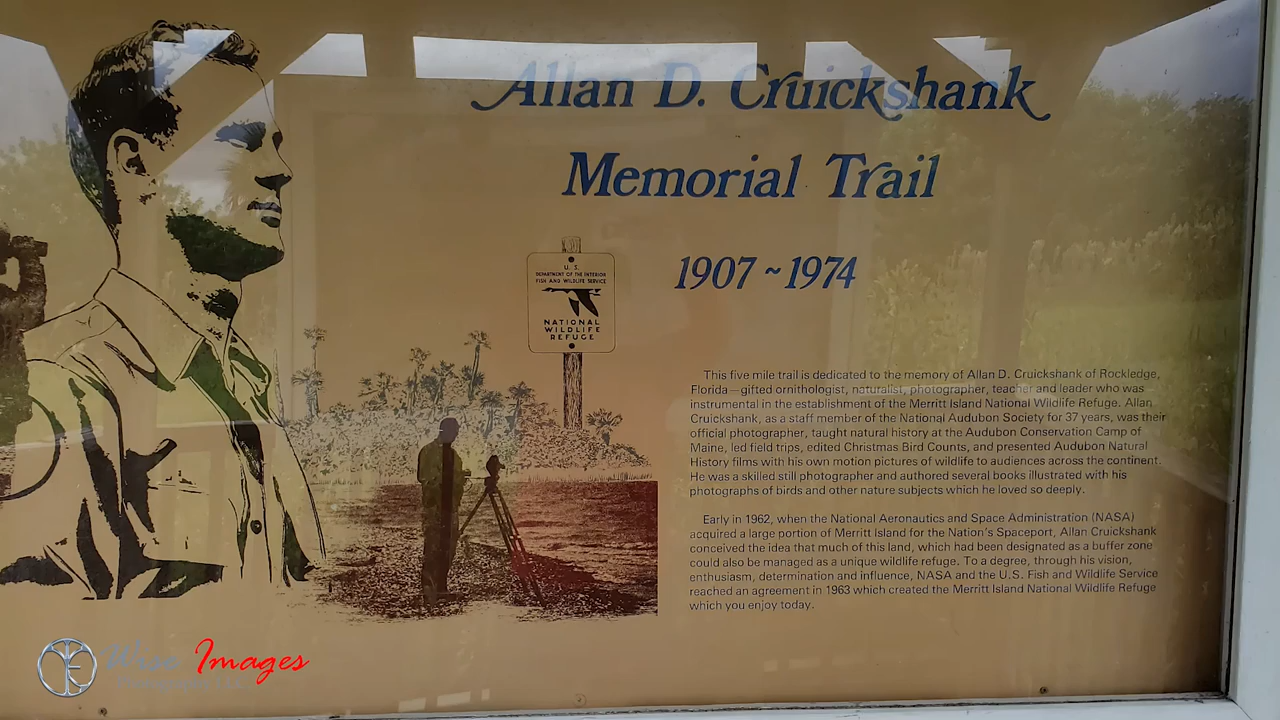 Allan D. Cruickshank
Memorial Trail
1907 ~ 1974
U.S.
DEPARTMENT OF THE INTERIOR
FISH AND WILDLIFE SERVICE
NATIONAL
WILDLIFE
REFUGE
This five mile trail is dedicated to the memory of Allan D. Cruickshank of Rockledge,
Florida—gifted ornithologist, naturalist, photographer, teacher and leader who was
instrumental in the establishment of the Merritt Island National Wildlife Refuge. Allan
Cruickshank, as a staff member of the National Audubon Society for 37 years, was their
official photographer, taught natural history at the Audubon Conservation Camp of
Maine, led field trips, edited Christmas Bird Counts, and presented Audubon Natural
History films with his own motion pictures of wildlife to audiences across the continent.
He was a skilled still photographer and authored several books illustrated with his
photographs of birds and other nature subjects which he loved so deeply.
Early in 1962, when the National Aeronautics and Space Administration (NASA)
acquired a large portion of Merritt Island for the Nation's Spaceport, Allan Cruickshank
conceived the idea that much of this land, which had been designated as a buffer zone
could also be managed as a unique wildlife refuge. To a degree, through his vision,
enthusiasm, determination and influence, NASA and the U.S. Fish and Wildlife Service
reached an agreement in 1963 which created the Merritt Island National Wildlife Refuge
which you enjoy today.
Wise Images
Photography LLC